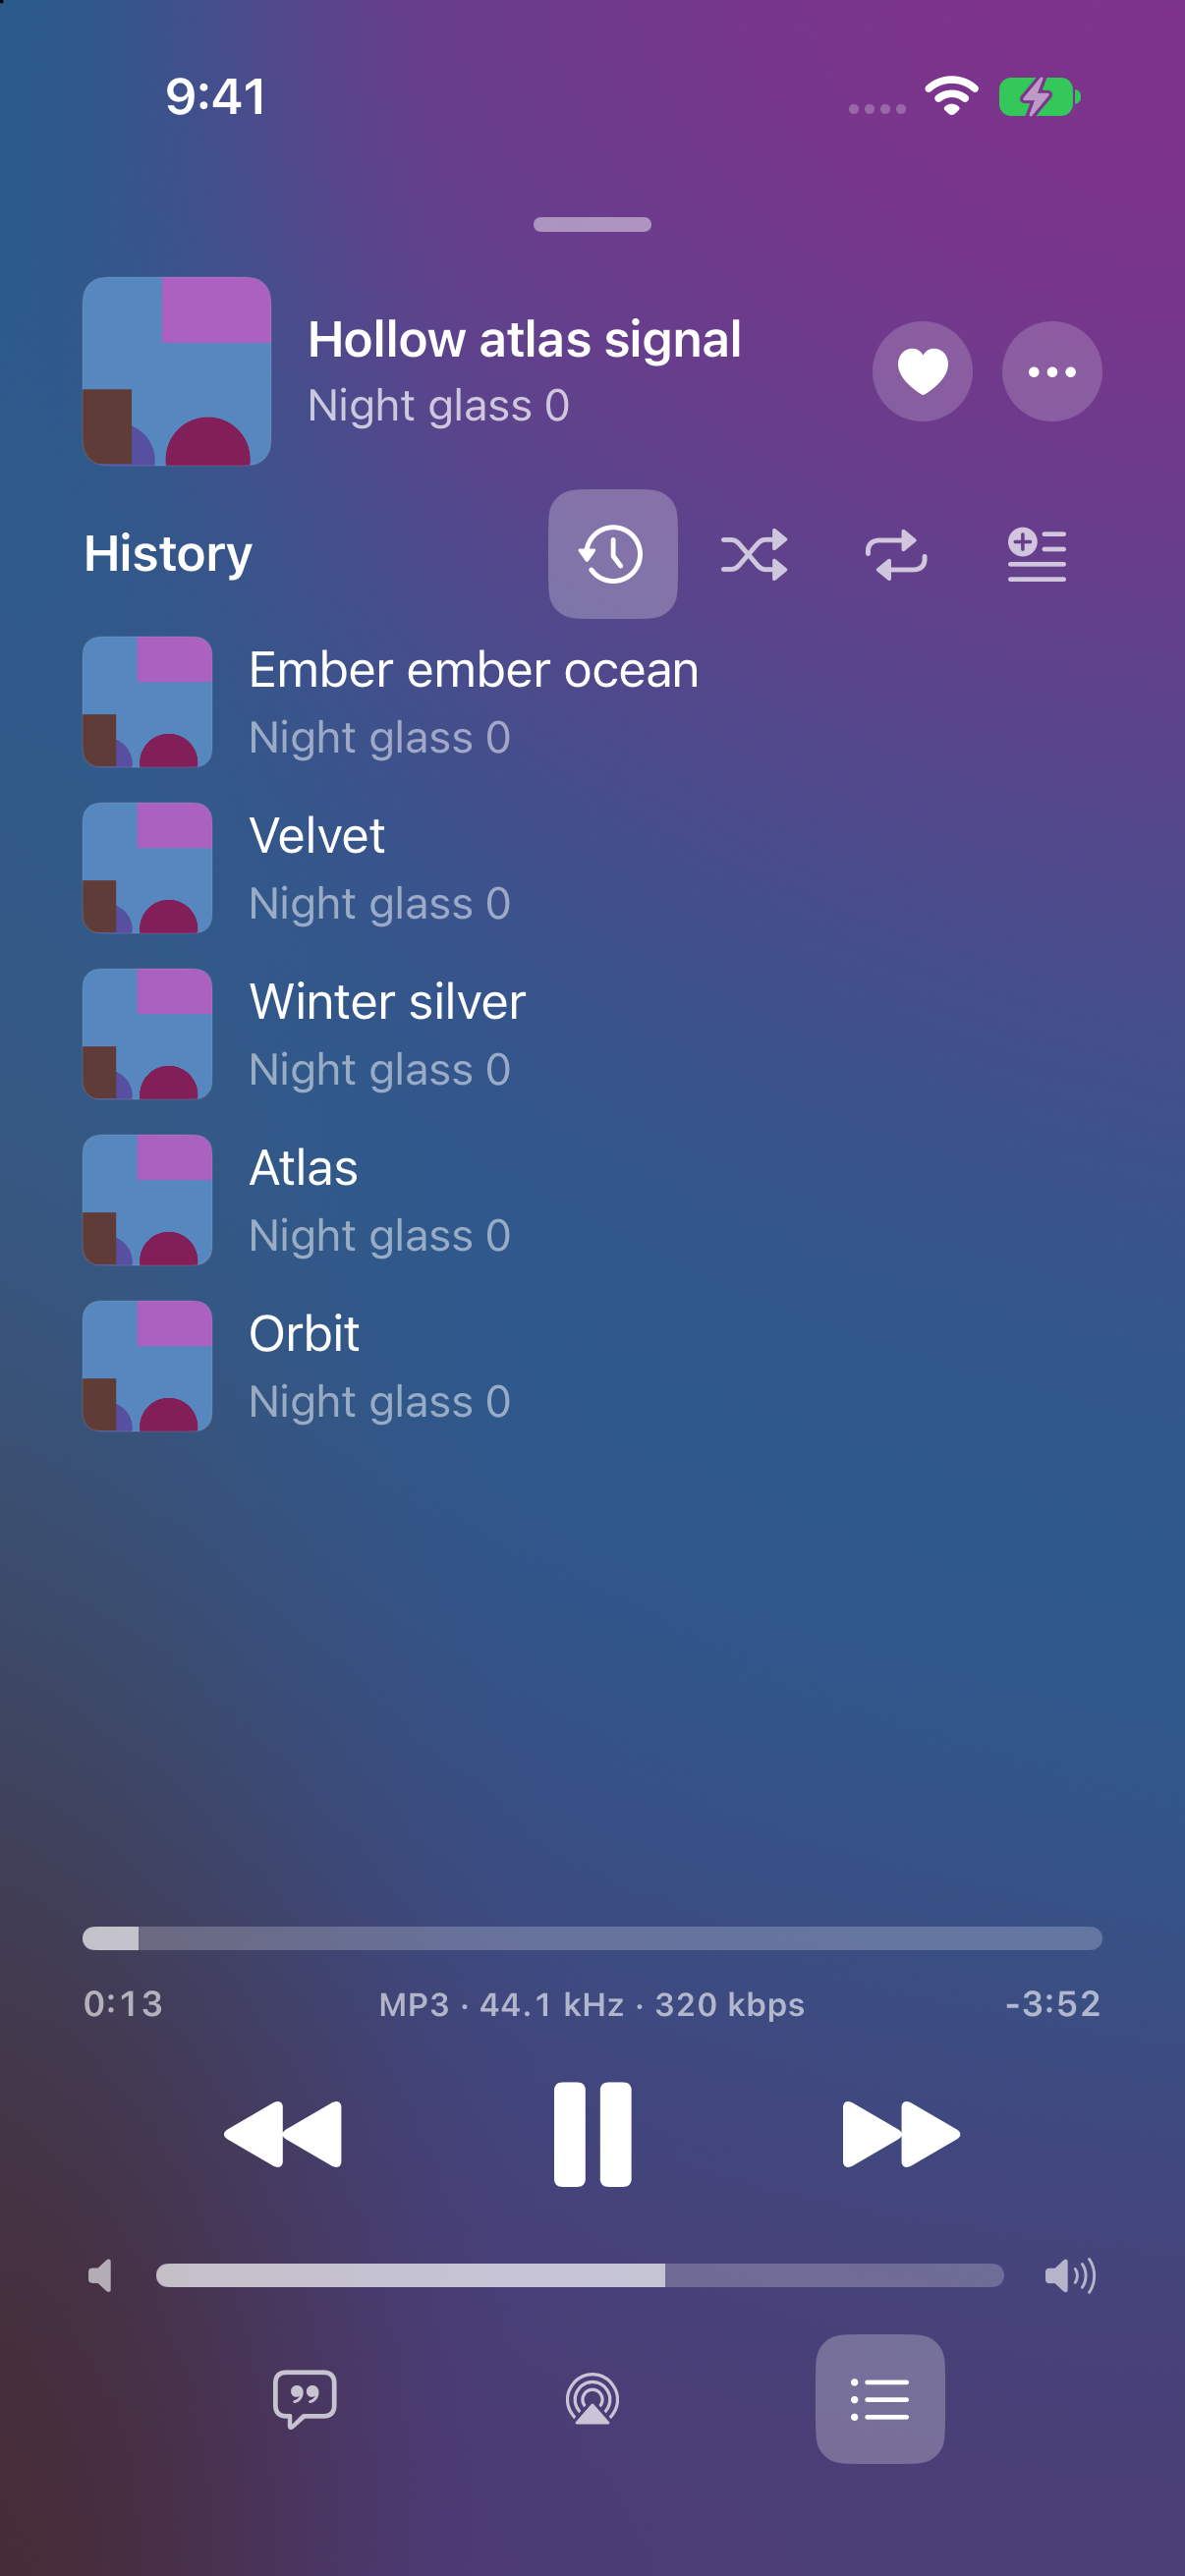 9:41
Hollow atlas signal
Night glass 0
History
Ember ember ocean
Night glass 0
Velvet
Night glass 0
Winter silver
Night glass 0
Atlas
Night glass 0
Orbit
Night glass 0
0:13 MP3 · 44.1 kHz · 320 kbps -3:52